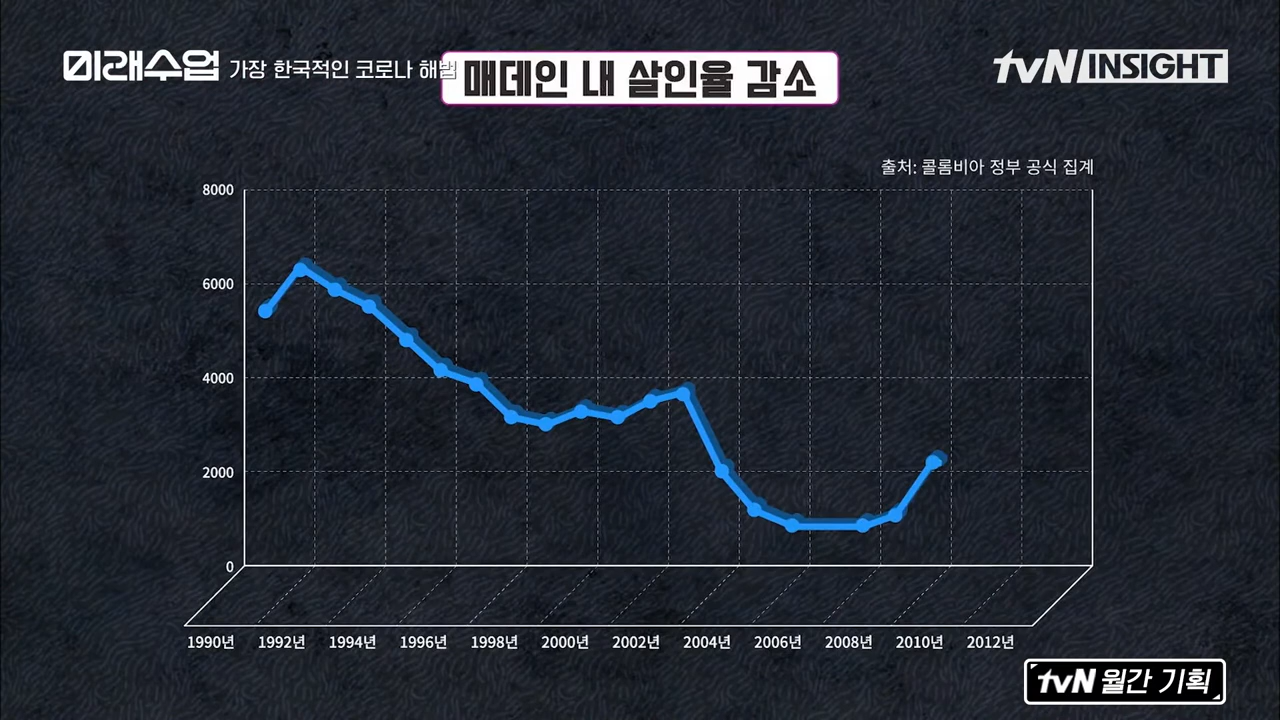 미래수업 가장 한국적인 코로나 해법
매데인 내 살인율 감소
tvN INSIGHT
출처: 콜롬비아 정부 공식 집계
8000
6000
4000
2000
0
1990년 1992년 1994년 1996년 1998년 2000년 2002년 2004년 2006년 2008년 2010년 2012년
tvN 월간 기획